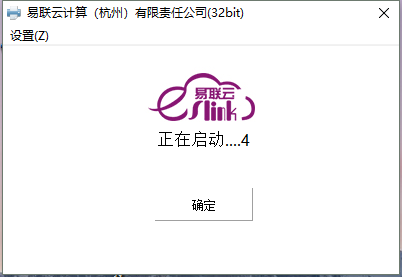 易联云计算（杭州）有限责任公司(32bit)
设置(Z)
易联云
eslink
正在启动....4
确定